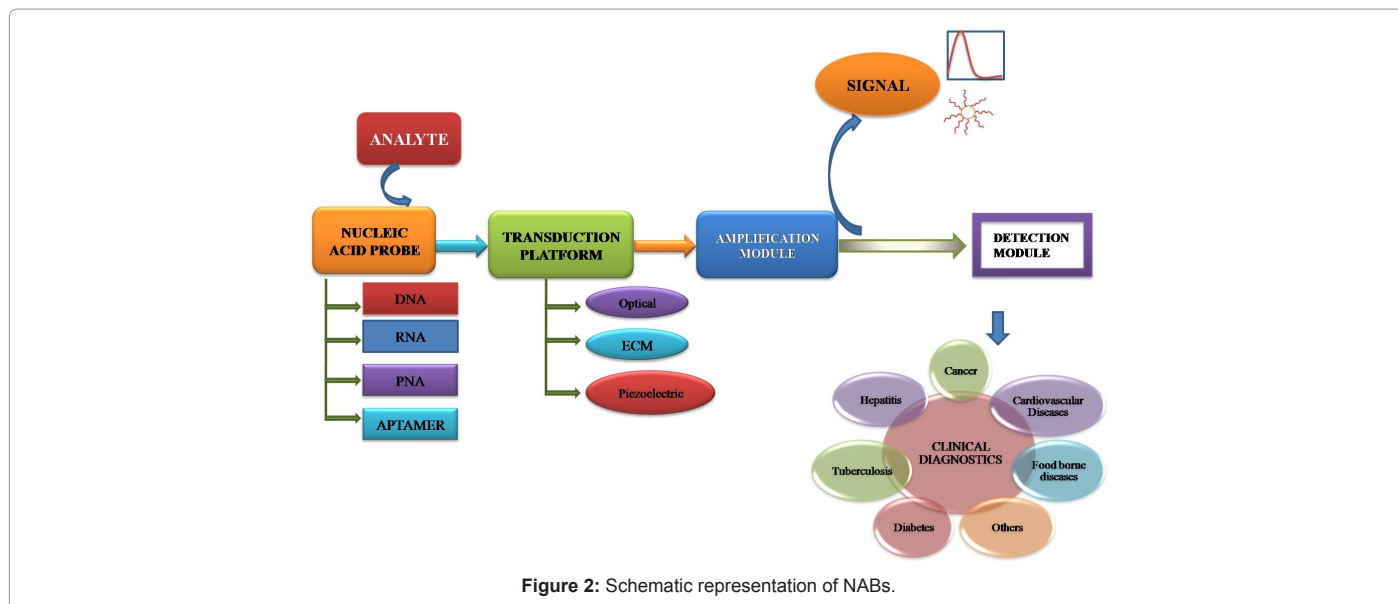 SIGNAL
ANALYTE
NUCLEIC
ACID PROBE
TRANSDUCTION
PLATFORM
AMPLIFICATION
MODULE
DETECTION
MODULE
DNA
RNA
PNA
APTAMER
Optical
ECM
Piezoelectric
Cancer
Hepatitis
Cardiovascular
Diseases
CLINICAL
DIAGNOSTICS
Tuberculosis
Food borne
diseases
Diabetes
Others
Figure 2: Schematic representation of NABs.